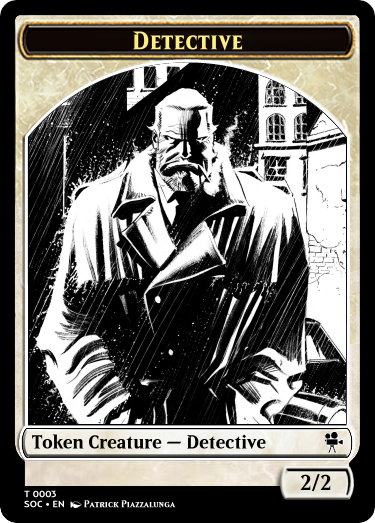 DETECTIVE
Token Creature — Detective
2/2
T 0003
SOC • EN PATRICK PIAZZALUNGA